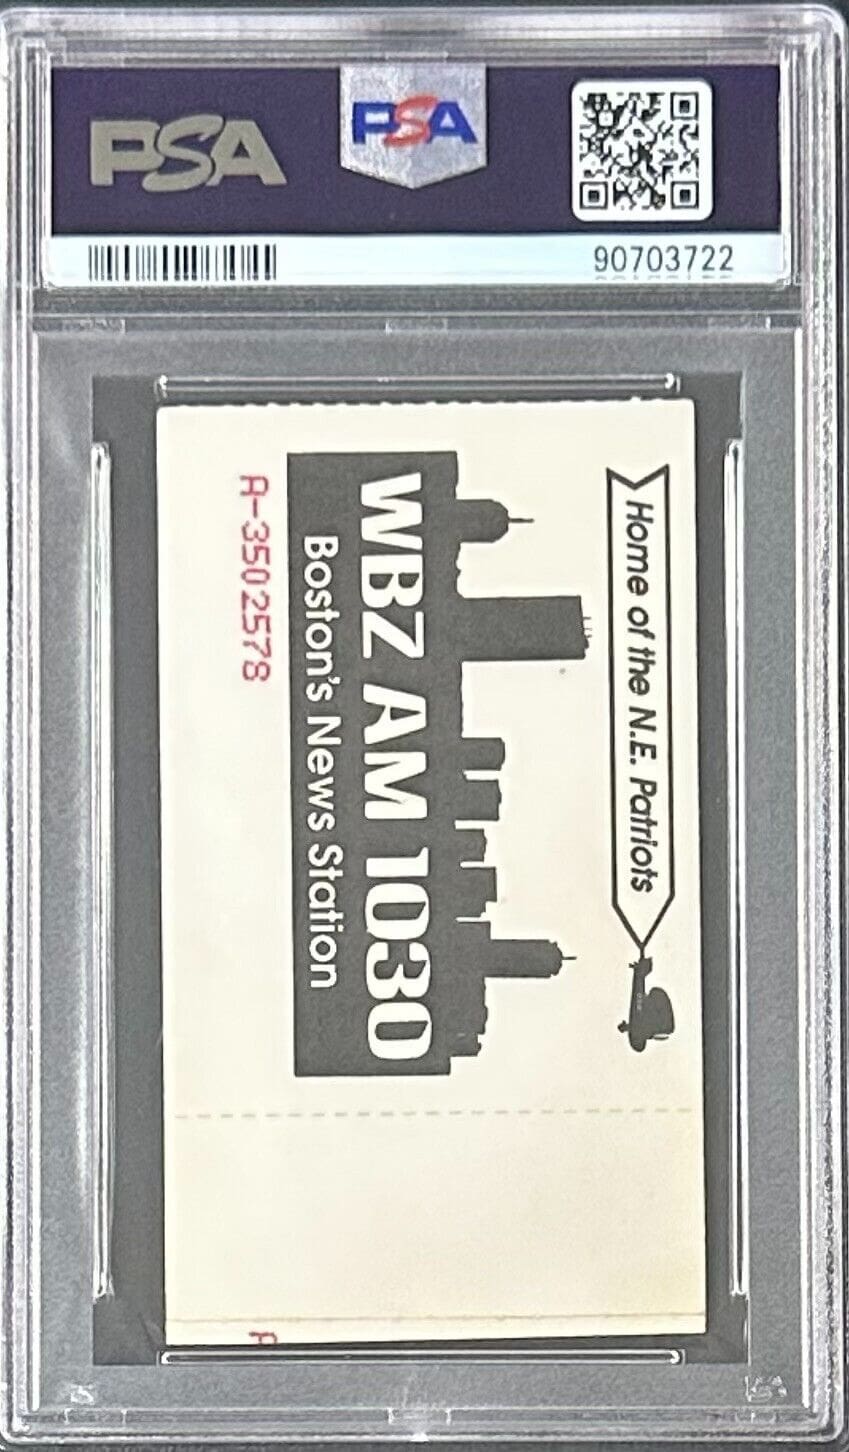 PSA
PSA
90703722
Home of the N.E. Patriots
WBZ AM 1030
Boston's News Station
A-3502578